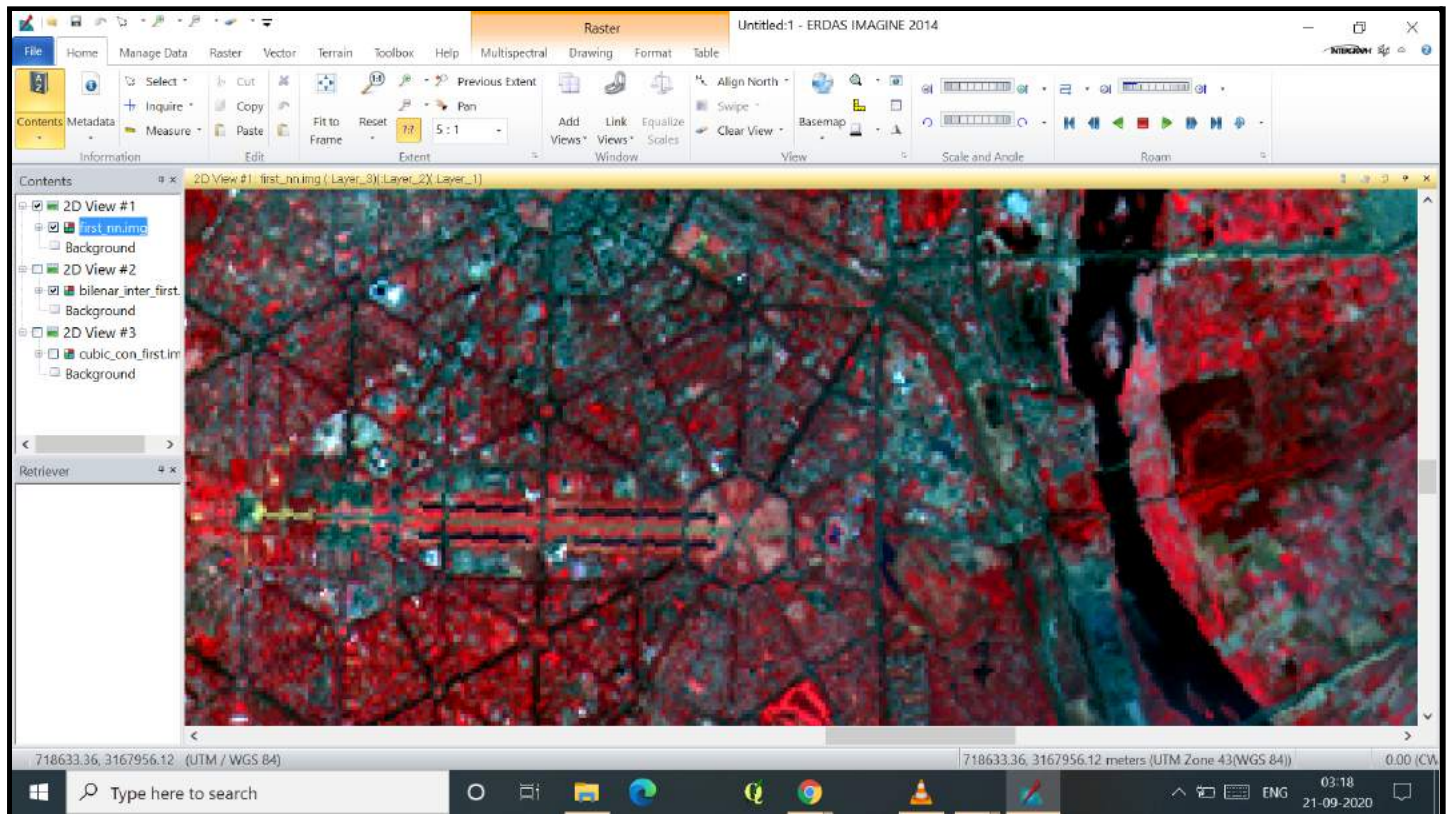 Raster
Untitled:1 - ERDAS IMAGINE 2014
File Home Manage Data Raster Vector Terrain Toolbox Help Multispectral Drawing Format Table
INTERGRAPH
Contents
Metadata
Select
Inquire
Measure
Information
Cut
Copy
Paste
Edit
Fit to Frame
1:1
Reset
Previous Extent
Pan
5 : 1
Extent
Add Views
Link Views
Equalize Scales
Window
Align North
Swipe
Clear View
Basemap
View
Scale and Angle
Roam
Contents
2D View #1: first_nn.img (:Layer_3)(:Layer_2)(:Layer_1)
2D View #1
first_nn.img
Background
2D View #2
bilenar_inter_first.
Background
2D View #3
cubic_con_first.im
Background
Retriever
718633.36, 3167956.12 (UTM / WGS 84)
718633.36, 3167956.12 meters (UTM Zone 43(WGS 84))
0.00 (CW
Type here to search
ENG
03:18
21-09-2020